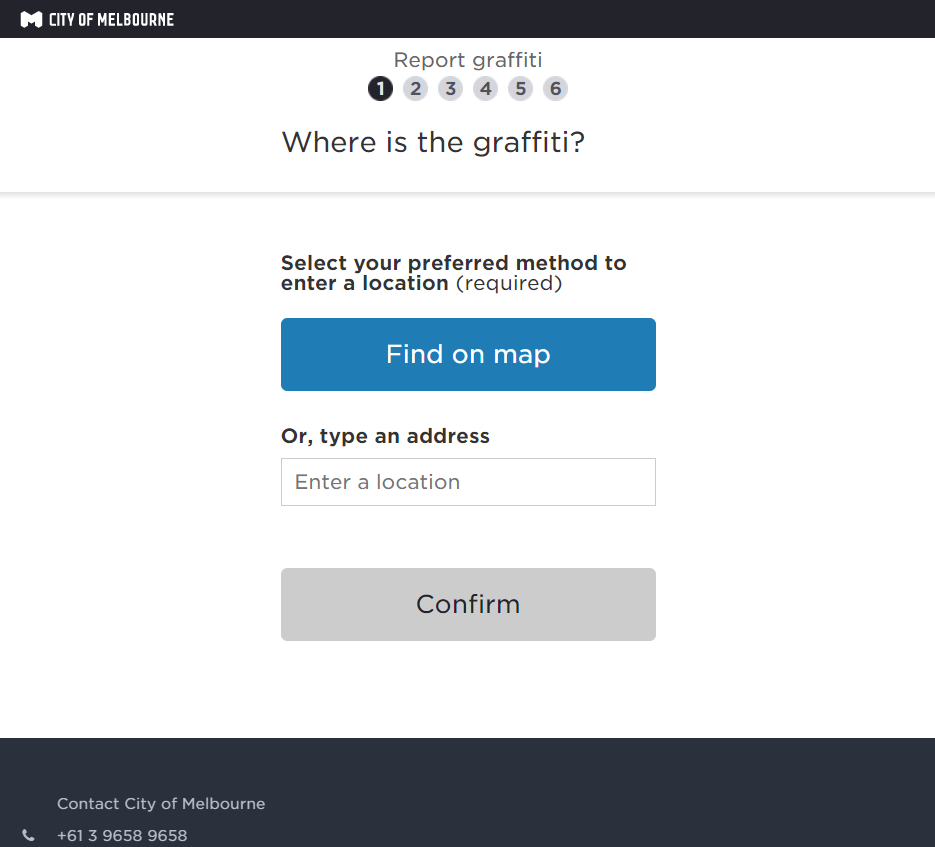 CITY OF MELBOURNE
Report graffiti
1 2 3 4 5 6
Where is the graffiti?
Select your preferred method to
enter a location (required)
Find on map
Or, type an address
Enter a location
Confirm
Contact City of Melbourne
+61 3 9658 9658